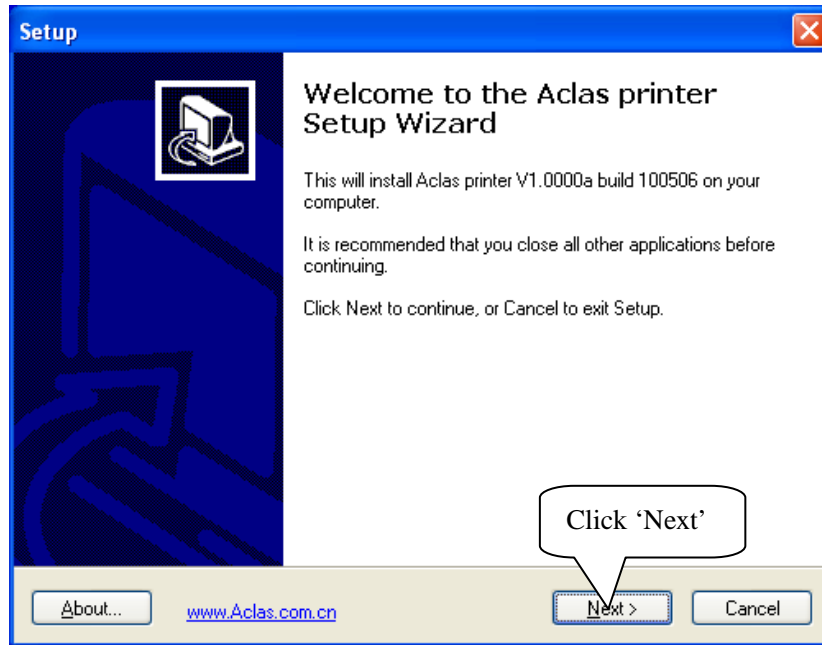 Setup
Welcome to the Aclas printer
Setup Wizard
This will install Aclas printer V1.0000a build 100506 on your
computer.
It is recommended that you close all other applications before
continuing.
Click Next to continue, or Cancel to exit Setup.
Click ‘Next’
About...
www.Aclas.com.cn
Next >
Cancel